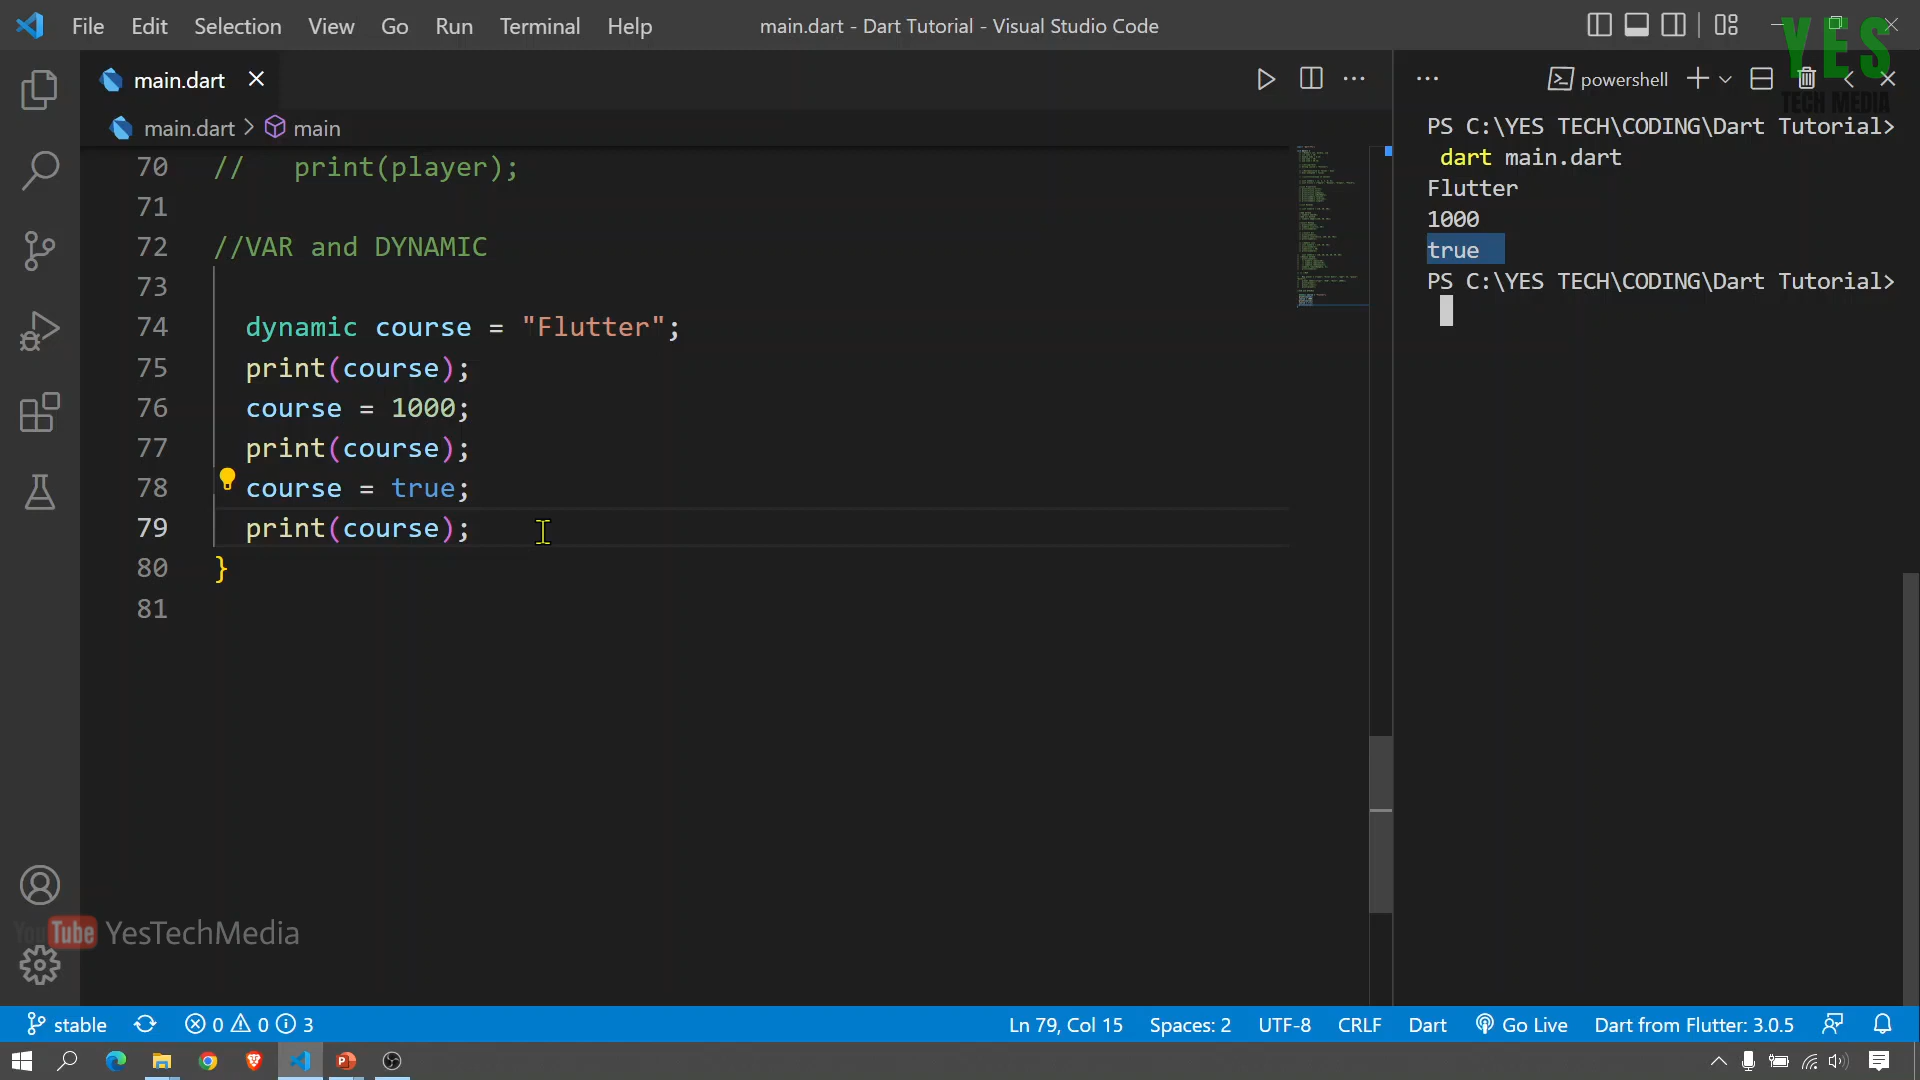 File Edit Selection View Go Run Terminal Help
main.dart - Dart Tutorial - Visual Studio Code
YES
TECH MEDIA
main.dart
main.dart > main
70 //   print(player);
71
72 //VAR and DYNAMIC
73
74 dynamic course = "Flutter";
75 print(course);
76 course = 1000;
77 print(course);
78 course = true;
79 print(course);
80 }
81
powershell
PS C:\YES TECH\CODING\Dart Tutorial>
dart main.dart
Flutter
1000
true
PS C:\YES TECH\CODING\Dart Tutorial>
YouTube YesTechMedia
stable 0 0 3
Ln 79, Col 15 Spaces: 2 UTF-8 CRLF Dart Go Live Dart from Flutter: 3.0.5